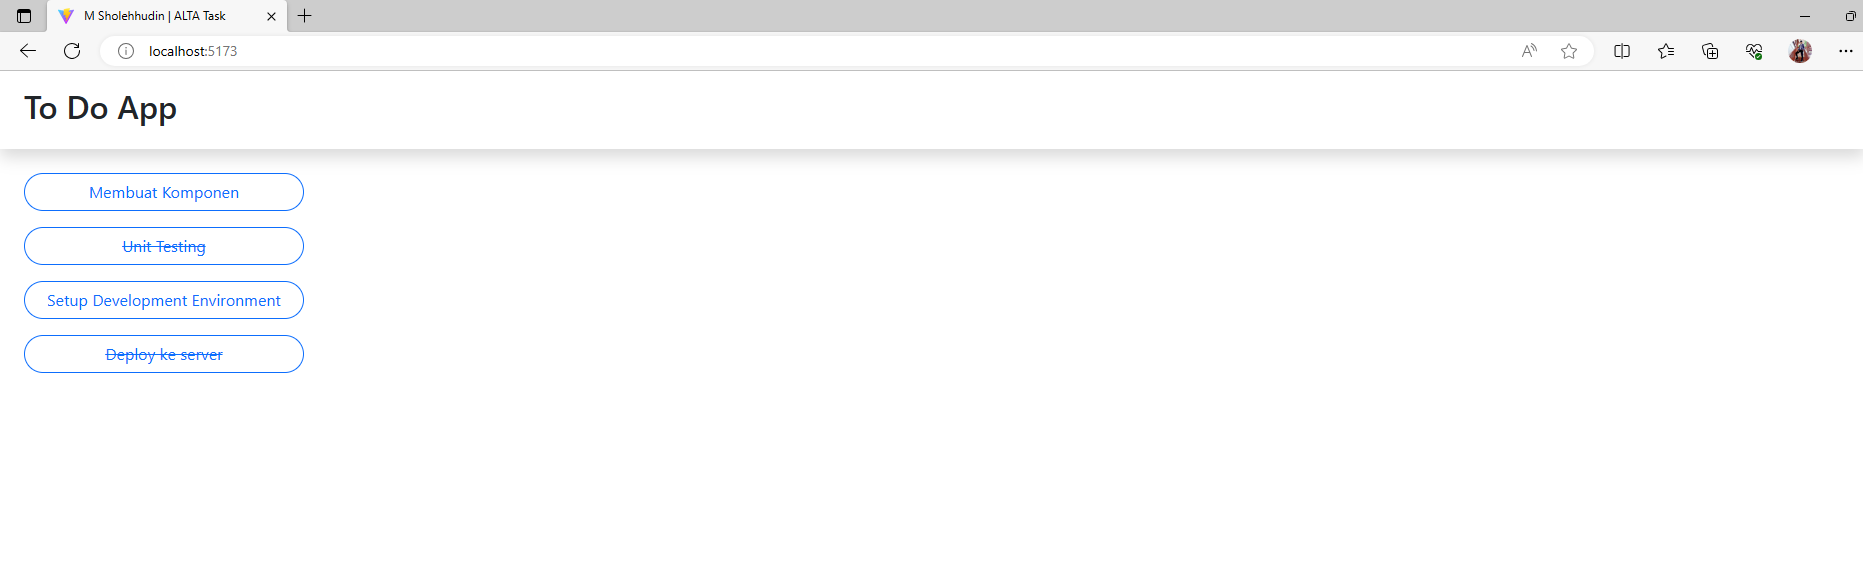 M Sholehhudin | ALTA Task
localhost:5173
To Do App
Membuat Komponen
Unit Testing
Setup Development Environment
Deploy ke server